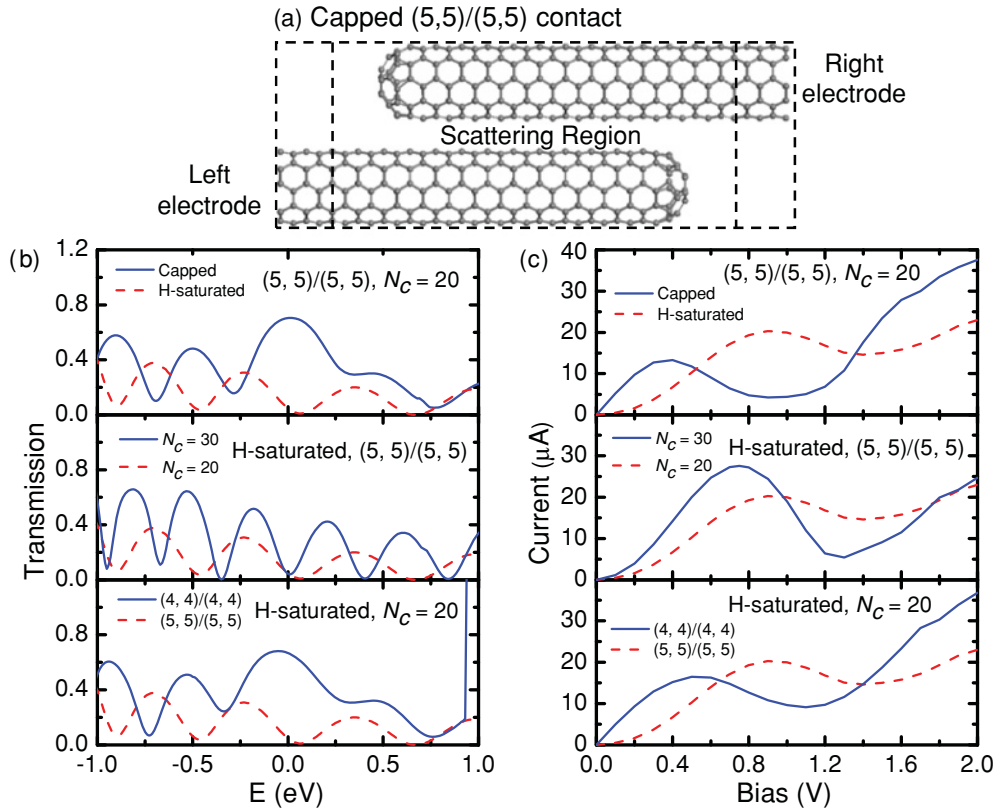 (a) Capped (5,5)/(5,5) contact
Right
electrode
Scattering Region
Left
electrode
(b)
1.2
0.8
0.4
0.0
Capped
H-saturated
(5, 5)/(5, 5), N_C = 20
0.8
0.4
0.0
N_C = 30
N_C = 20
H-saturated, (5, 5)/(5, 5)
0.8
0.4
0.0
(4, 4)/(4, 4)
(5, 5)/(5, 5)
H-saturated, N_C = 20
Transmission
-1.0 -0.5 0.0 0.5 1.0
E (eV)
(c)
40
30
20
10
0
(5, 5)/(5, 5), N_C = 20
Capped
H-saturated
30
20
10
0
N_C = 30
N_C = 20
H-saturated, (5, 5)/(5, 5)
30
20
10
0
H-saturated, N_C = 20
(4, 4)/(4, 4)
(5, 5)/(5, 5)
Current (μA)
0.0 0.4 0.8 1.2 1.6 2.0
Bias (V)